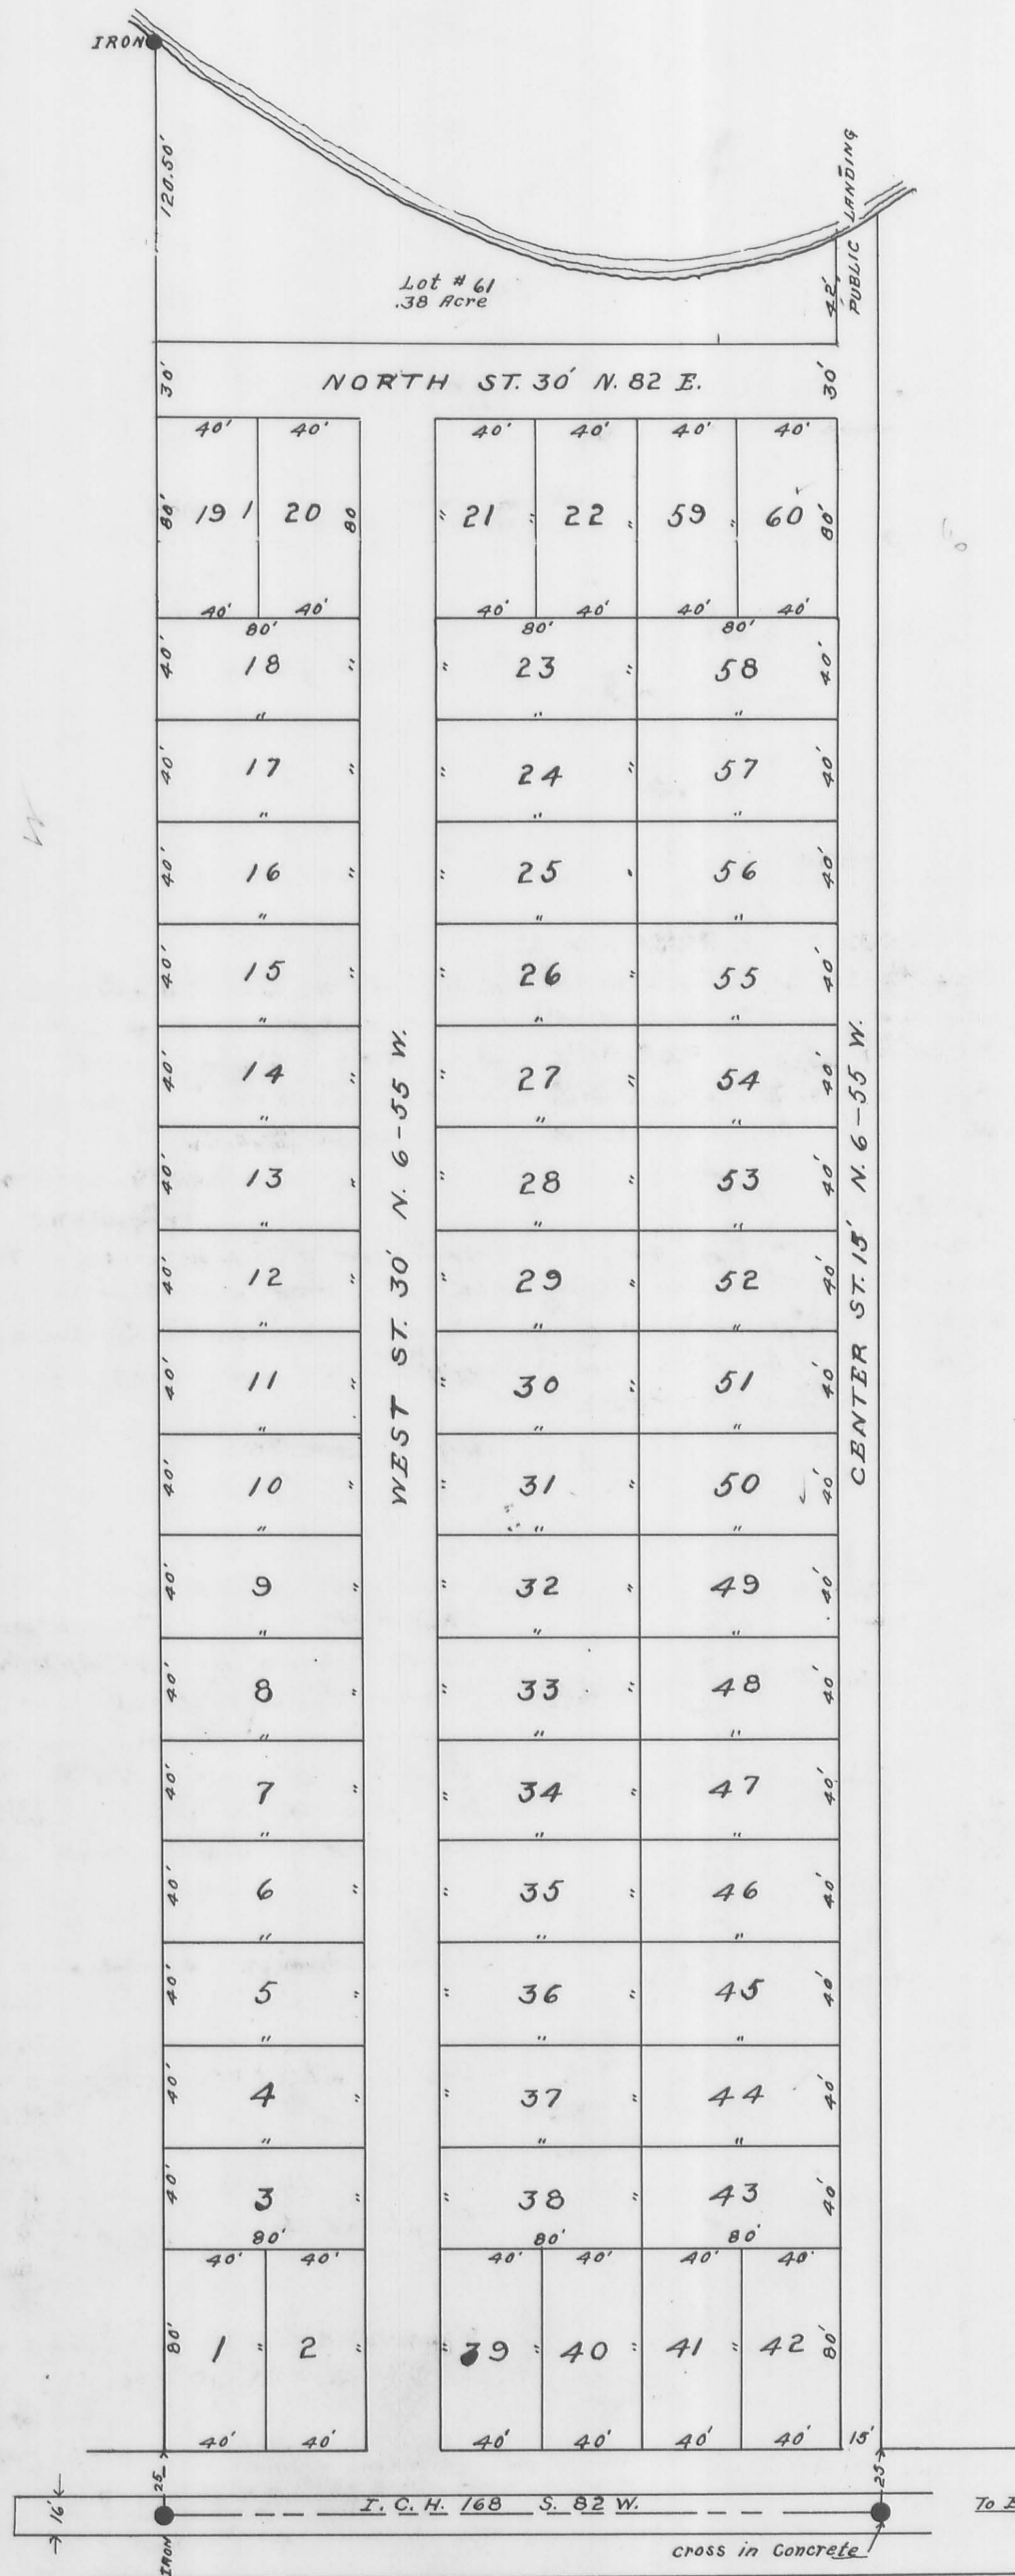 IRON
120.50'
PUBLIC LANDING
42'
Lot # 61
.38 Acre
30' NORTH ST. 30' N. 82 E. 30'
40' 40' 40' 40' 40' 40'
80' 19 1 20 80 " 21 " 22 " 59 " 60 80'
40' 40' 40' 40' 40' 40'
80' 80' 80'
40' 18 " " 23 " 58 40'
" " "
40' 17 " " 24 " 57 40'
" " "
40' 16 " " 25 " 56 40'
" " "
40' 15 " " 26 " 55 40'
" " "
40' 14 " " 27 " 54 40'
" " "
40' 13 " " 28 " 53 40'
" " "
40' 12 " " 29 " 52 40'
" " "
40' 11 " " 30 " 51 40'
" " "
40' 10 " " 31 " 50 40'
" " "
40' 9 " " 32 " 49 40'
" " "
40' 8 " " 33 " 48 40'
" " "
40' 7 " " 34 " 47 40'
" " "
40' 6 " " 35 " 46 40'
" " "
40' 5 " " 36 " 45 40'
" " "
40' 4 " " 37 " 44 40'
" " "
40' 3 " " 38 " 43 40'
80' 80' 80'
40' 40' 40' 40' 40' 40'
80' 1 " 2 " " 39 " 40 " 41 " 42 80'
40' 40' 40' 40' 40' 40' 15'
WEST ST. 30' N. 6-55 W.
CENTER ST. 15' N. 6-55 W.
25 25
16' I. C. H. 168 S. 82 W. To
IRON
cross in Concrete